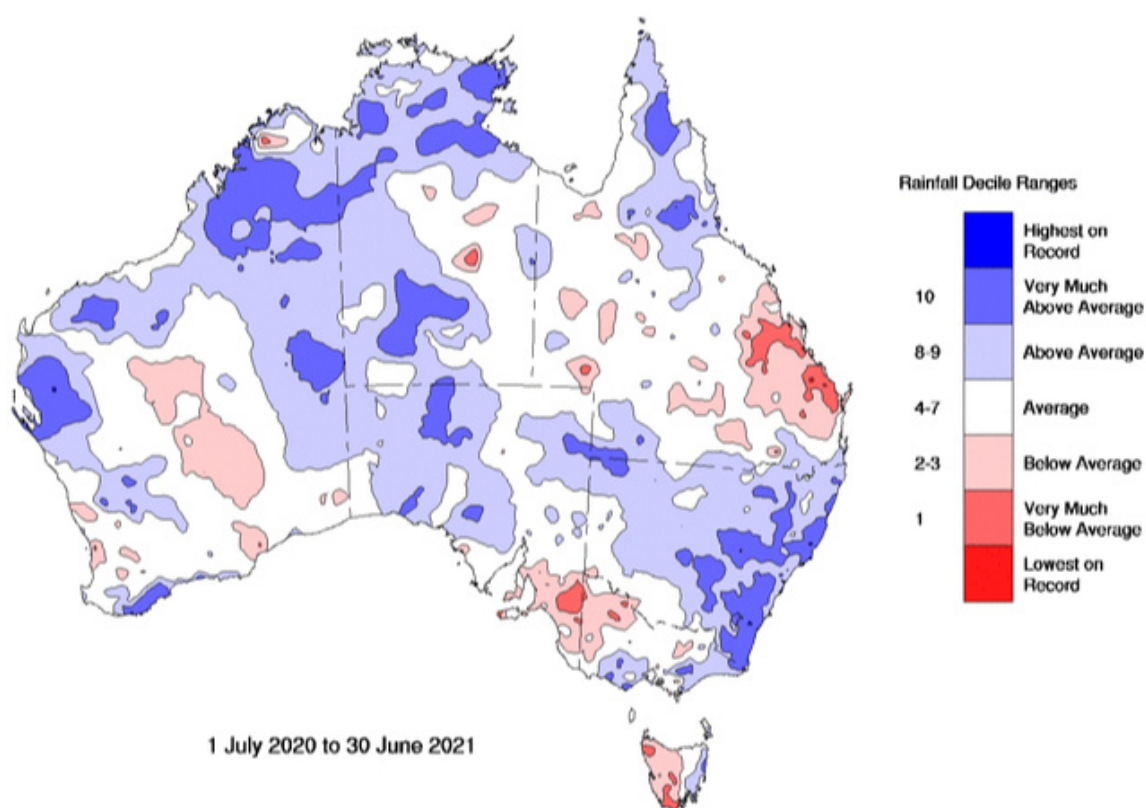 Rainfall Decile Ranges
Highest on
Record
10
Very Much
Above Average
8-9
Above Average
4-7
Average
2-3
Below Average
1
Very Much
Below Average
Lowest on
Record
1 July 2020 to 30 June 2021